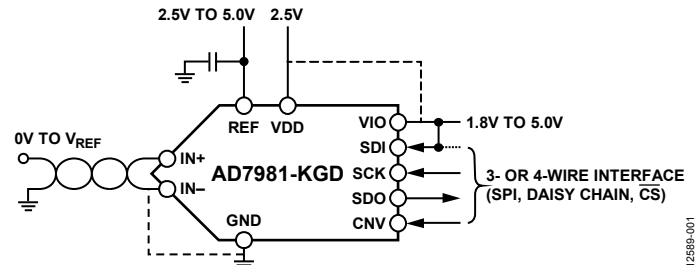 2.5V TO 5.0V 2.5V
REF VDD
VIO 1.8V TO 5.0V
0V TO VREF
SDI
IN+
AD7981-KGD SCK 3- OR 4-WIRE INTERFACE
(SPI, DAISY CHAIN, CS)
IN–
SDO
GND
CNV
12589-001